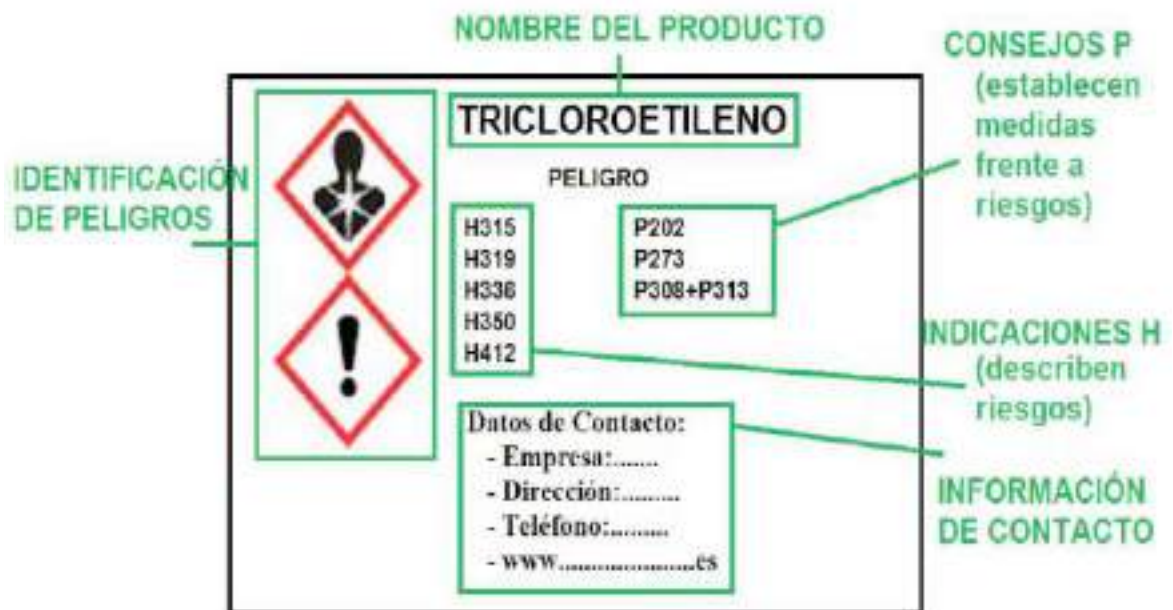 NOMBRE DEL PRODUCTO
CONSEJOS P
(establecen
medidas
frente a
riesgos)
IDENTIFICACIÓN
DE PELIGROS
TRICLOROETILENO
PELIGRO
H315
H319
H336
H350
H412
P202
P273
P308+P313
INDICACIONES H
(describen
riesgos)
Datos de Contacto:
- Empresa:.......
- Dirección:.........
- Teléfono:.........
- www.......................es
INFORMACIÓN
DE CONTACTO